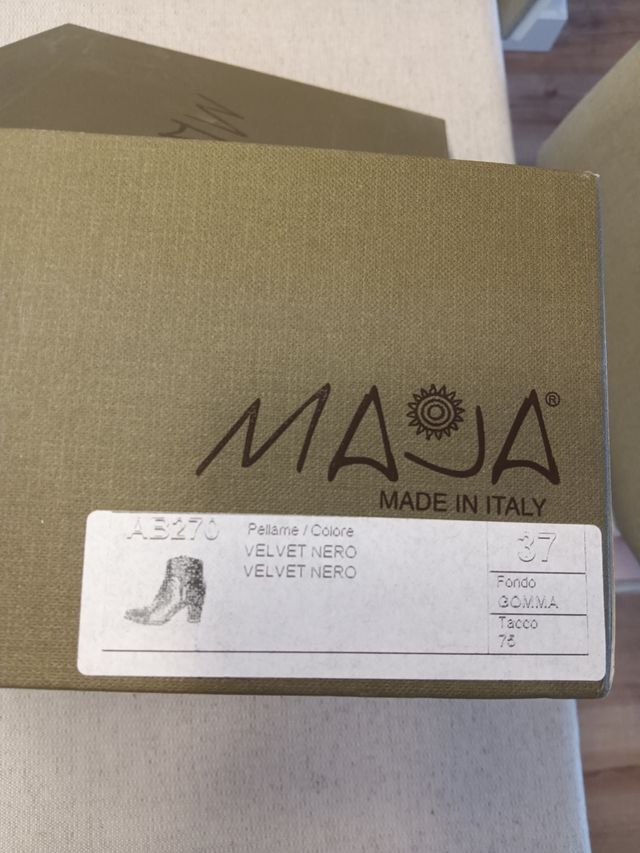 MAJA®
MADE IN ITALY
AB270
Pellame / Colore
VELVET NERO
VELVET NERO
37
Fondo
GOMMA
Tacco
75